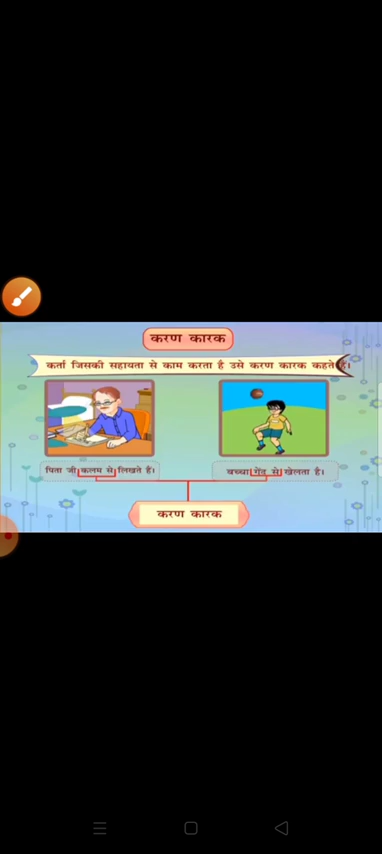 करण कारक
कर्ता जिसकी सहायता से काम करता है उसे करण कारक कहते हैं।
पिता जी कलम से लिखते हैं।
बच्चा गेंद से खेलता है।
करण कारक